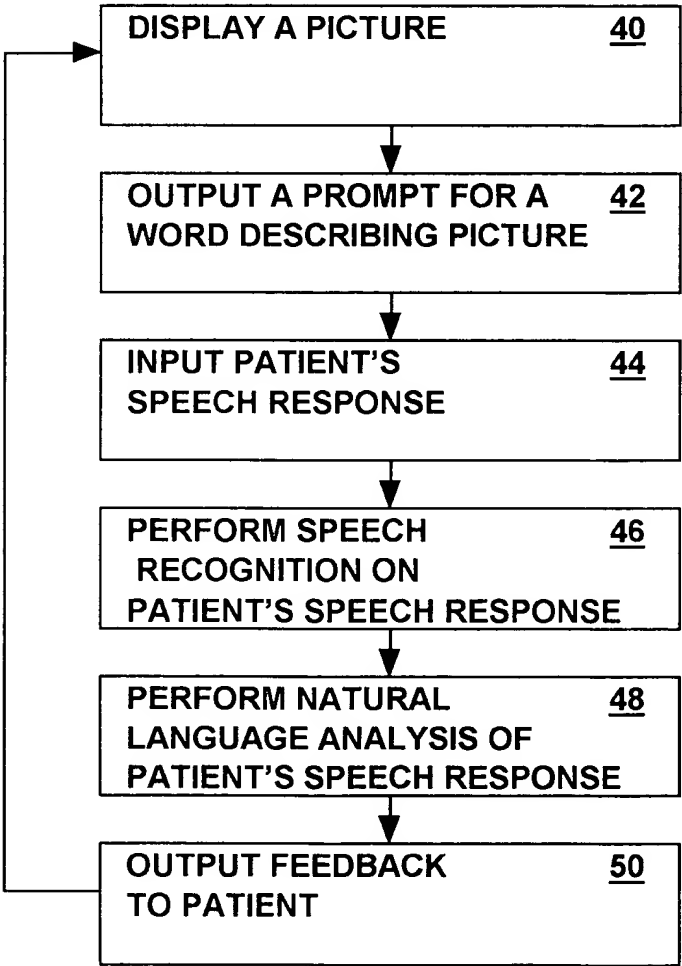 DISPLAY A PICTURE 40
OUTPUT A PROMPT FOR A 42
WORD DESCRIBING PICTURE
INPUT PATIENT'S 44
SPEECH RESPONSE
PERFORM SPEECH 46
RECOGNITION ON
PATIENT'S SPEECH RESPONSE
PERFORM NATURAL 48
LANGUAGE ANALYSIS OF
PATIENT'S SPEECH RESPONSE
OUTPUT FEEDBACK 50
TO PATIENT